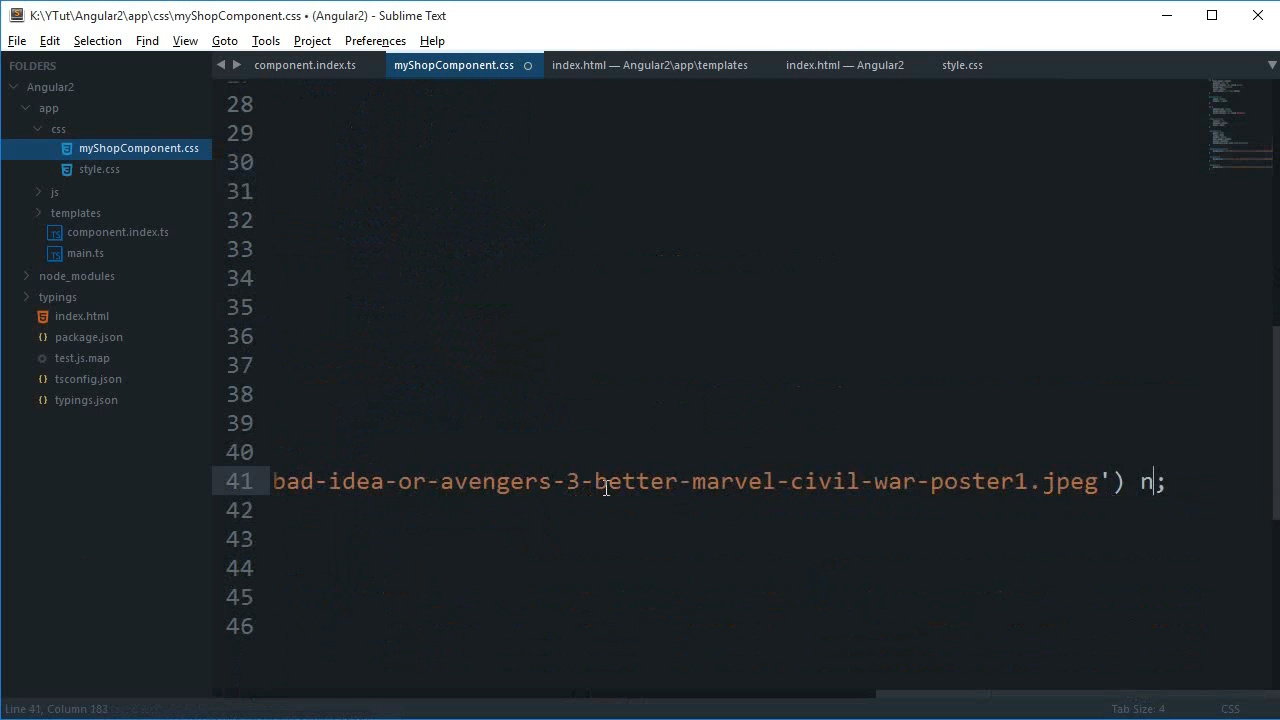 K:\YTut\Angular2\app\css\myShopComponent.css • (Angular2) - Sublime Text
File Edit Selection Find View Goto Tools Project Preferences Help
FOLDERS
Angular2
app
css
myShopComponent.css
style.css
js
templates
component.index.ts
main.ts
node_modules
typings
index.html
package.json
test.js.map
tsconfig.json
typings.json
component.index.ts myShopComponent.css index.html — Angular2\app\templates index.html — Angular2 style.css
28
29
30
31
32
33
34
35
36
37
38
39
40
41 bad-idea-or-avengers-3-better-marvel-civil-war-poster1.jpeg') n;
42
43
44
45
46
Line 41, Column 183
Tab Size: 4 CSS